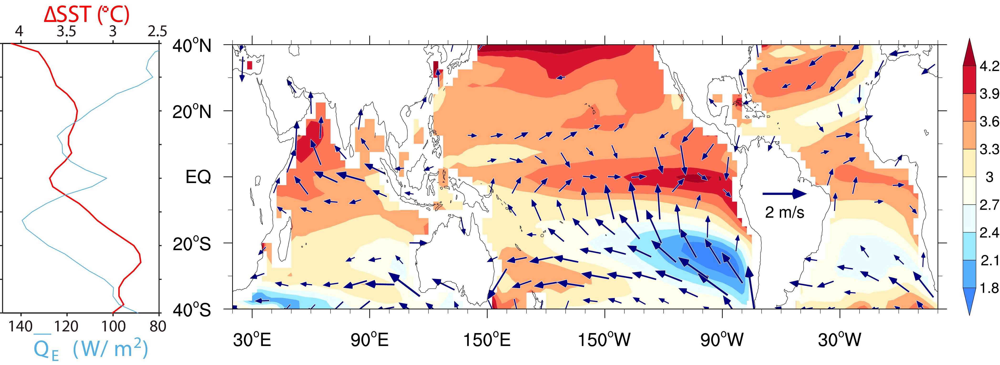 ΔSST (°C)
4 3.5 3 2.5
140 120 100 80
Q̅E (W/ m²)
40°N
20°N
EQ
20°S
40°S
30°E 90°E 150°E 150°W 90°W 30°W
2 m/s
4.2
3.9
3.6
3.3
3
2.7
2.4
2.1
1.8